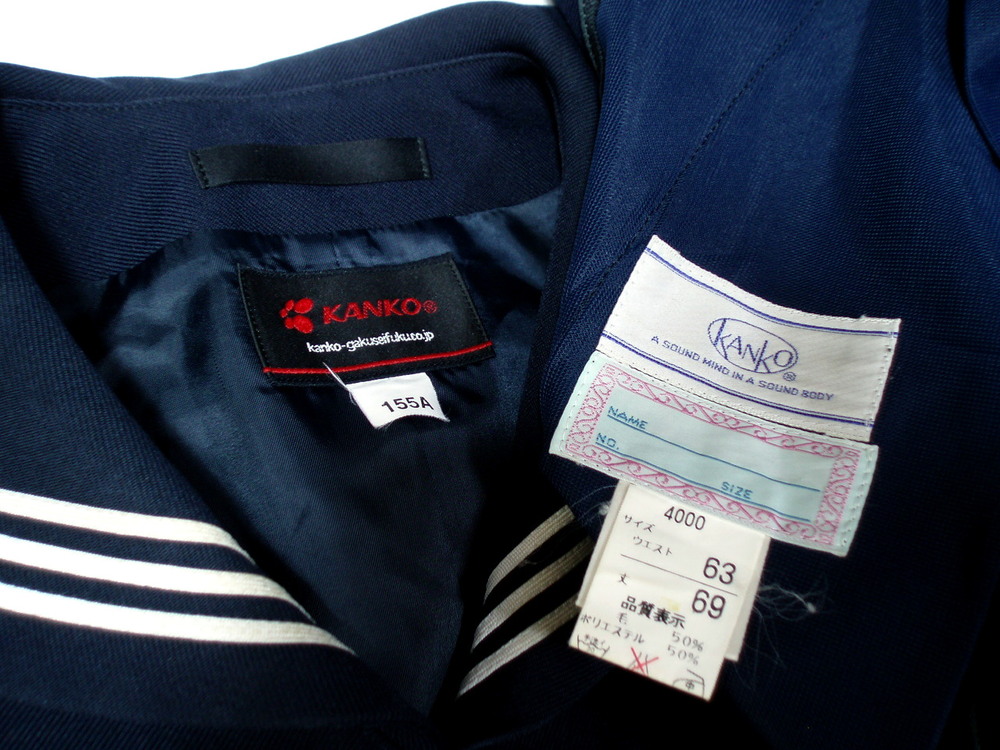 KANKO®
kanko-gakuseifuku.co.jp
155A
KANKO®
A SOUND MIND IN A SOUND BODY
NAME
NO.
SIZE
4000
サイズ
ウエスト 63
丈 69
品質表示
毛 50%
ポリエステル 50%
中